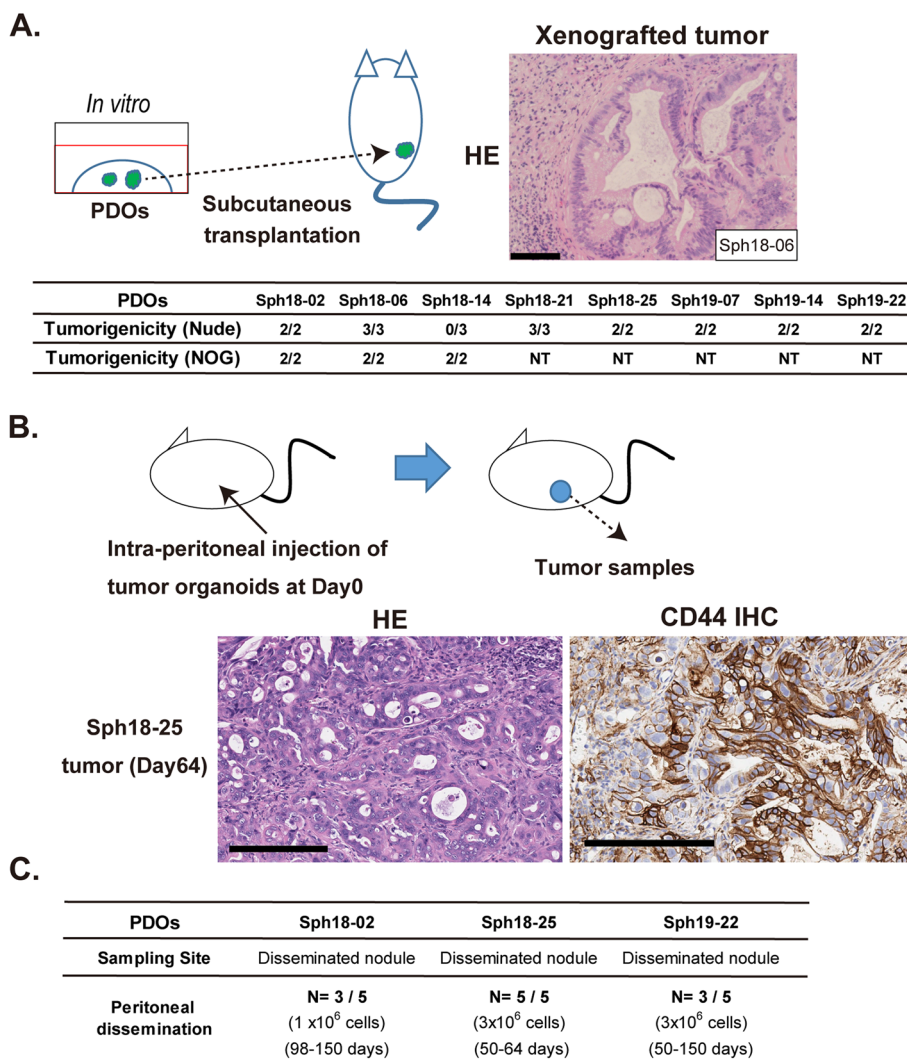 A.
Xenografted tumor
In vitro
HE
PDOs
Subcutaneous
transplantation
Sph18-06
PDOs Sph18-02 Sph18-06 Sph18-14 Sph18-21 Sph18-25 Sph19-07 Sph19-14 Sph19-22
Tumorigenicity (Nude) 2/2 3/3 0/3 3/3 2/2 2/2 2/2 2/2
Tumorigenicity (NOG) 2/2 2/2 2/2 NT NT NT NT NT
B.
Intra-peritoneal injection of
tumor organoids at Day0
Tumor samples
HE
CD44 IHC
Sph18-25
tumor (Day64)
C.
PDOs Sph18-02 Sph18-25 Sph19-22
Sampling Site Disseminated nodule Disseminated nodule Disseminated nodule
Peritoneal
dissemination
N= 3 / 5 N= 5 / 5 N= 3 / 5
(1 x10⁶ cells) (3x10⁶ cells) (3x10⁶ cells)
(98-150 days) (50-64 days) (50-150 days)